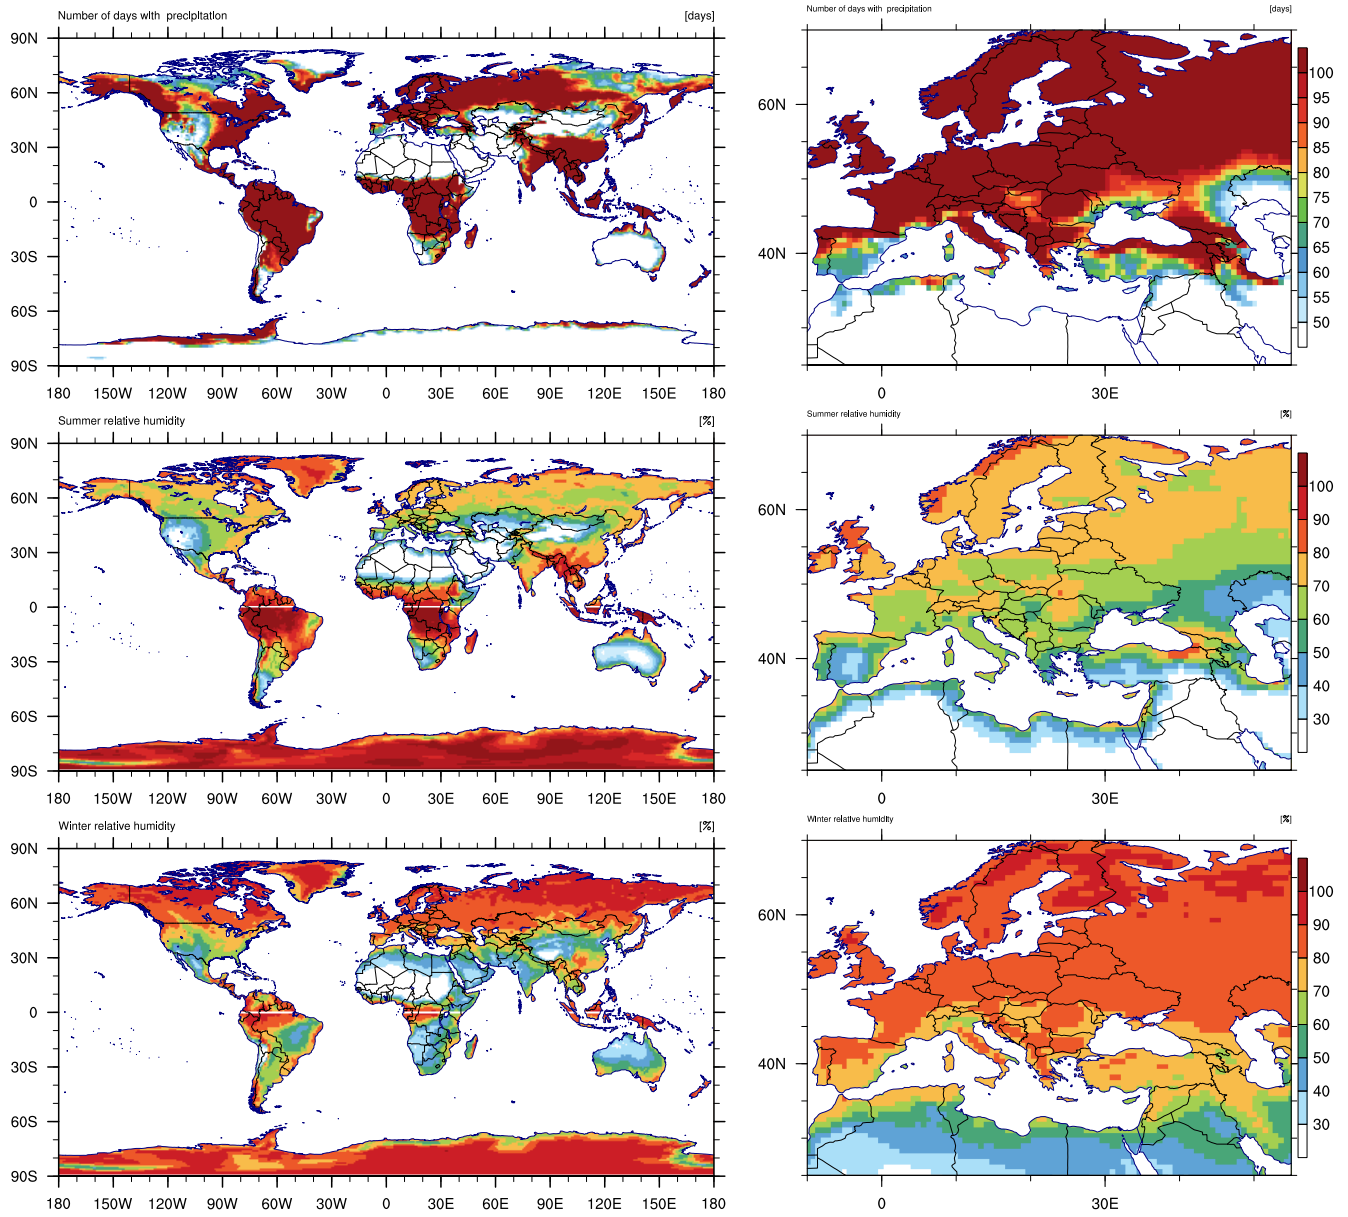 Number of days with precipitation [days]
90N
60N
30N
0
30S
60S
90S
180 150W 120W 90W 60W 30W 0 30E 60E 90E 120E 150E 180
Number of days with precipitation [days]
60N
40N
0 30E
100
95
90
85
80
75
70
65
60
55
50
Summer relative humidity [%]
90N
60N
30N
0
30S
60S
90S
180 150W 120W 90W 60W 30W 0 30E 60E 90E 120E 150E 180
Summer relative humidity [%]
60N
40N
0 30E
100
90
80
70
60
50
40
30
Winter relative humidity [%]
90N
60N
30N
0
30S
60S
90S
180 150W 120W 90W 60W 30W 0 30E 60E 90E 120E 150E 180
Winter relative humidity [%]
60N
40N
0 30E
100
90
80
70
60
50
40
30